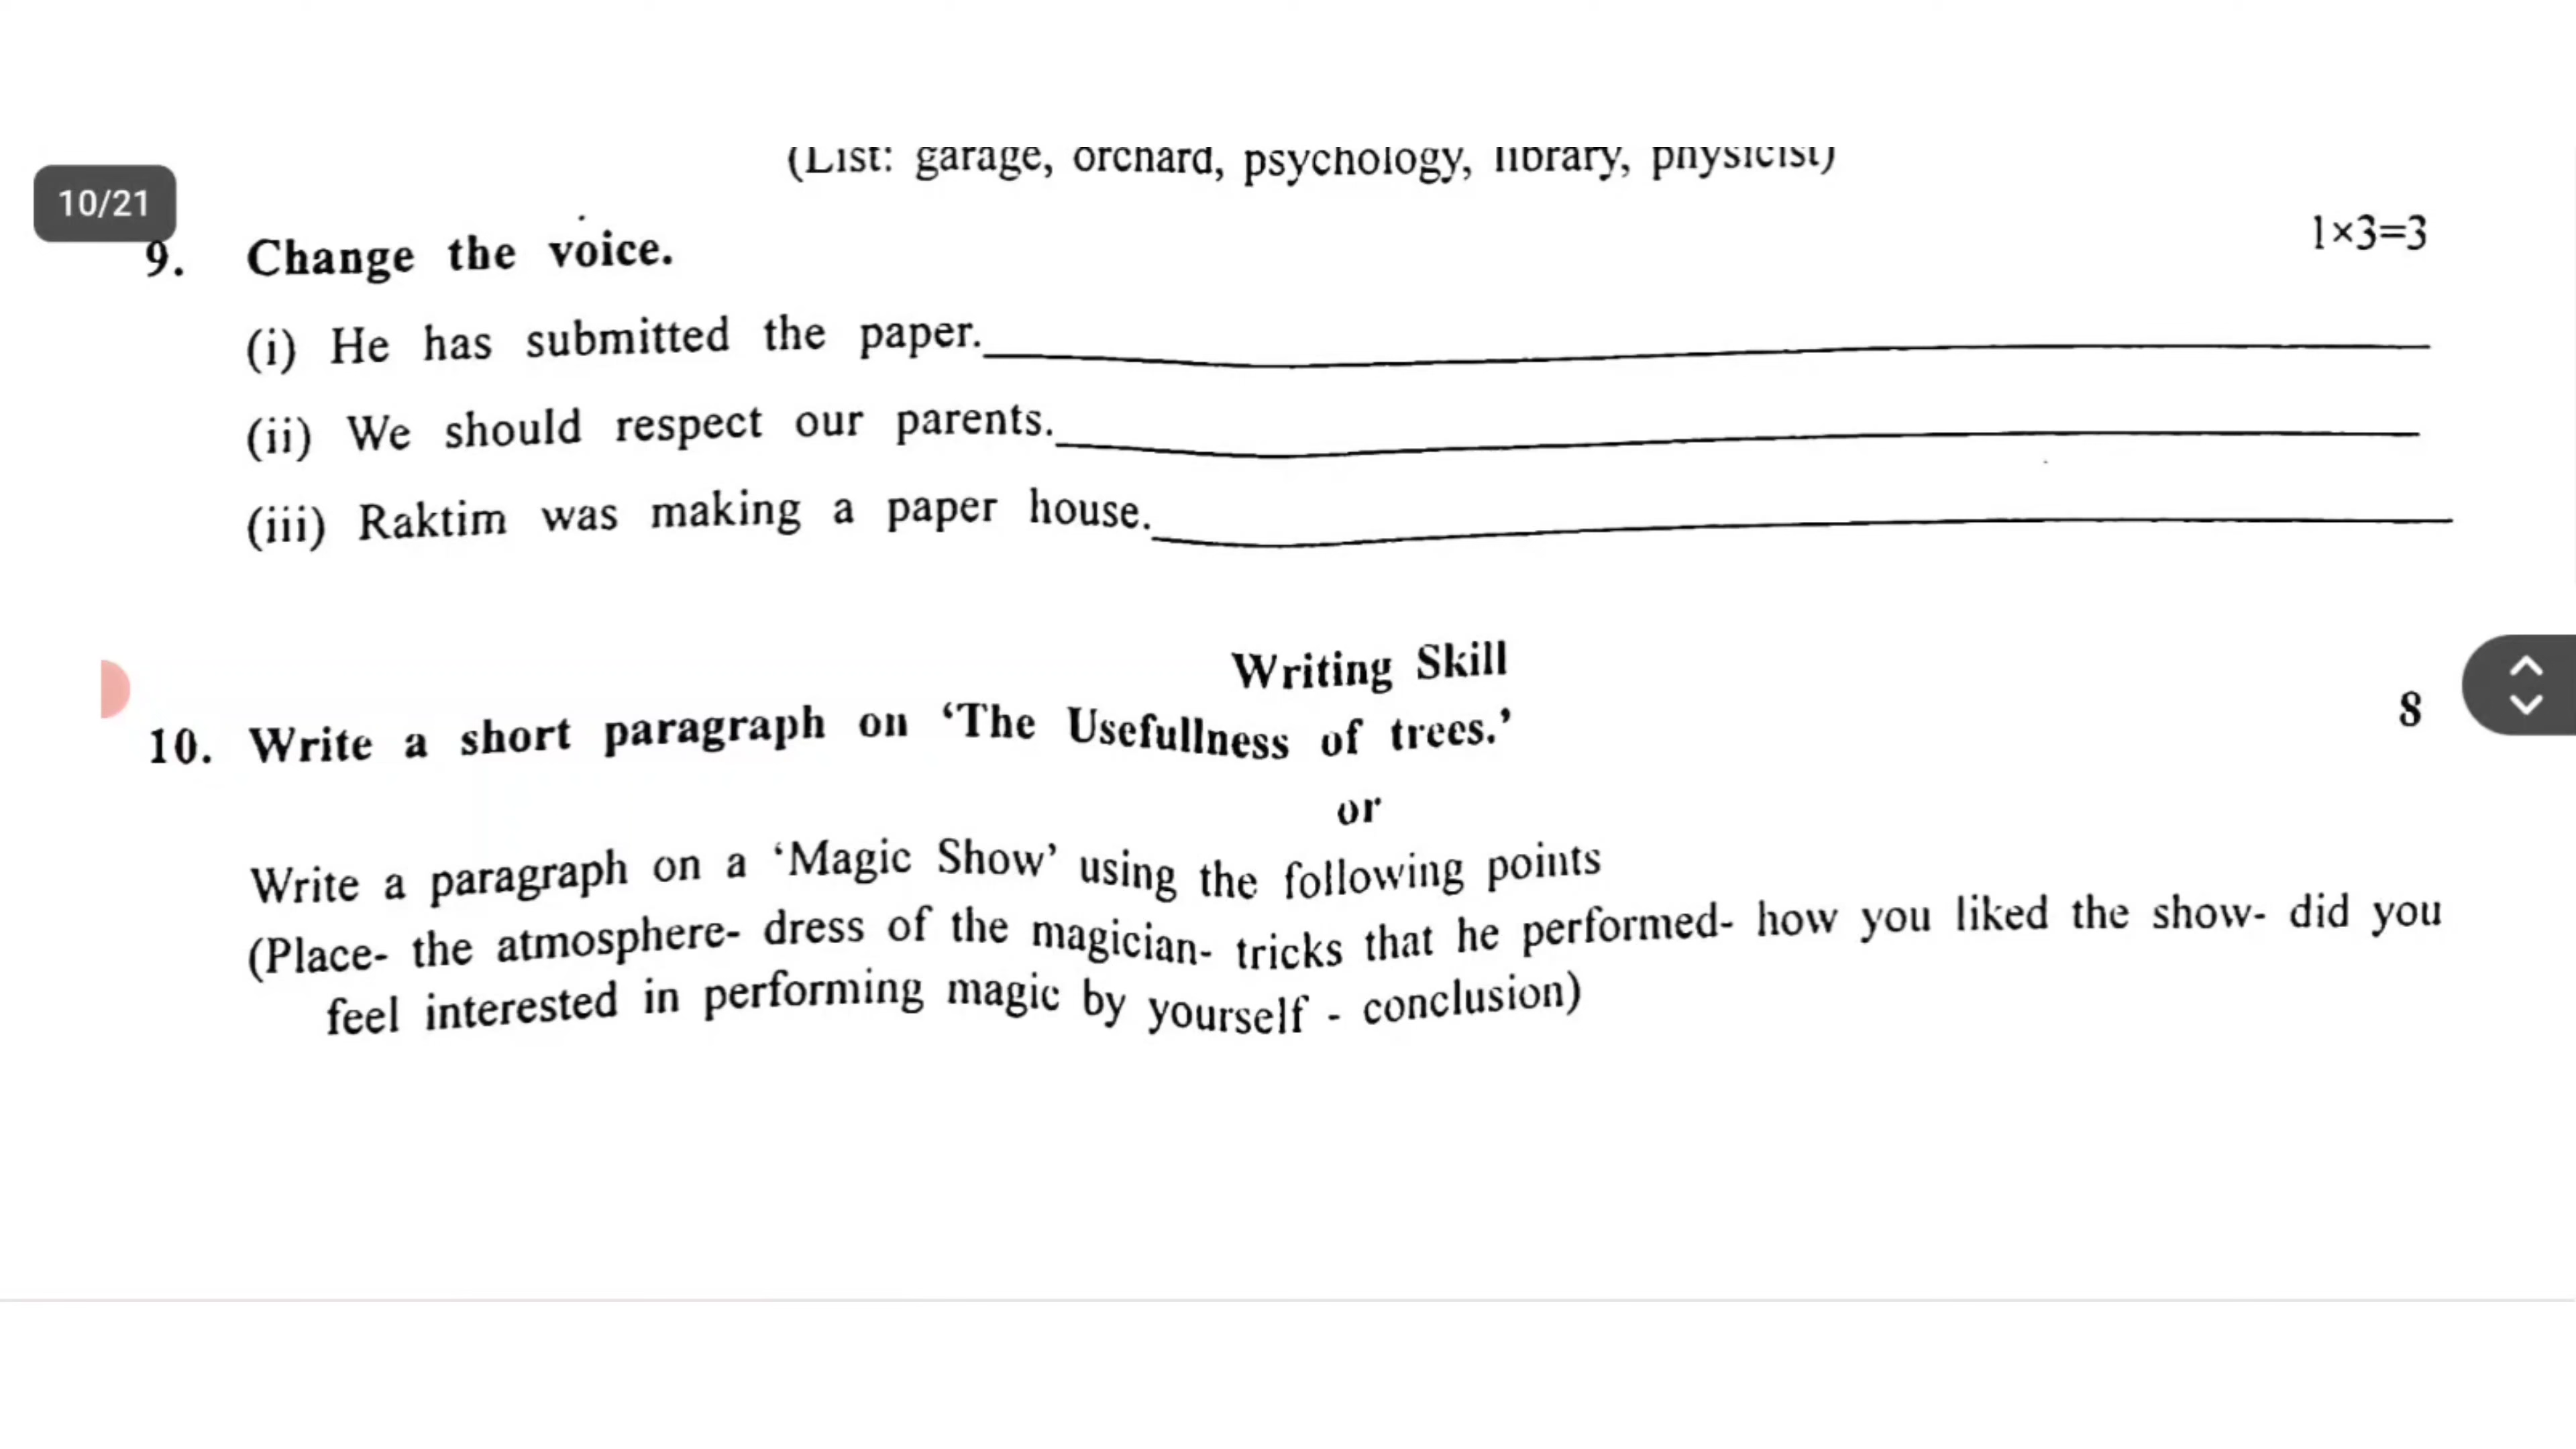 (List: garage, orchard, psychology, library, physicist)
10/21
9. Change the voice. 1×3=3
(i) He has submitted the paper.
(ii) We should respect our parents.
(iii) Raktim was making a paper house.
Writing Skill
10. Write a short paragraph on ‘The Usefullness of trees.’ 8
or
Write a paragraph on a ‘Magic Show’ using the following points
(Place- the atmosphere- dress of the magician- tricks that he performed- how you liked the show- did you
feel interested in performing magic by yourself - conclusion)